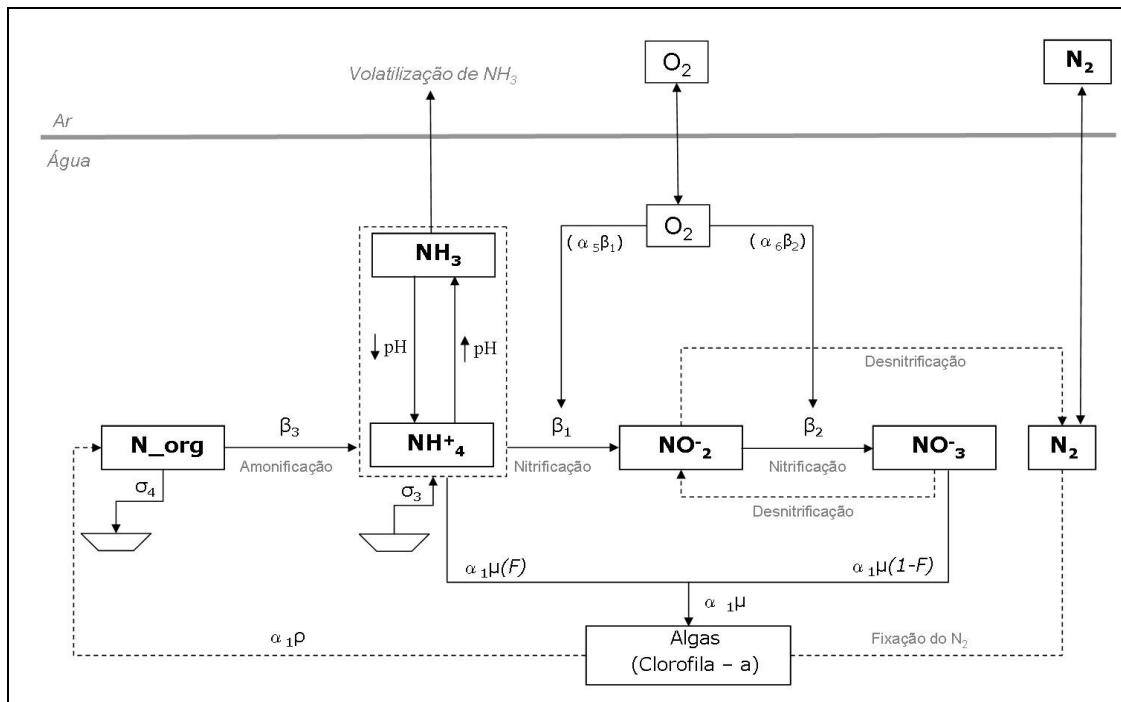 Volatilização de NH₃
O₂
N₂
Ar
Água
O₂
(α₅β₁)
(α₆β₂)
NH₃
↓ pH
↑ pH
Desnitrificação
N_org
β₃
Amonificação
NH⁺₄
β₁
Nitrificação
NO⁻₂
β₂
Nitrificação
NO⁻₃
N₂
σ₄
σ₃
Desnitrificação
α₁μ(F)
α₁μ(1-F)
α₁μ
α₁ρ
Algas
(Clorofila – a)
Fixação do N₂